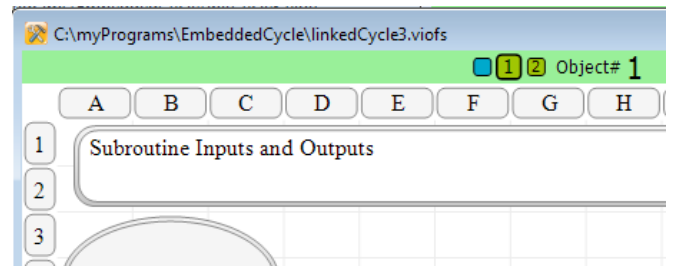 C:\myPrograms\EmbeddedCycle\linkedCycle3.viofs
1 2 Object# 1
A B C D E F G H
1 Subroutine Inputs and Outputs
2
3